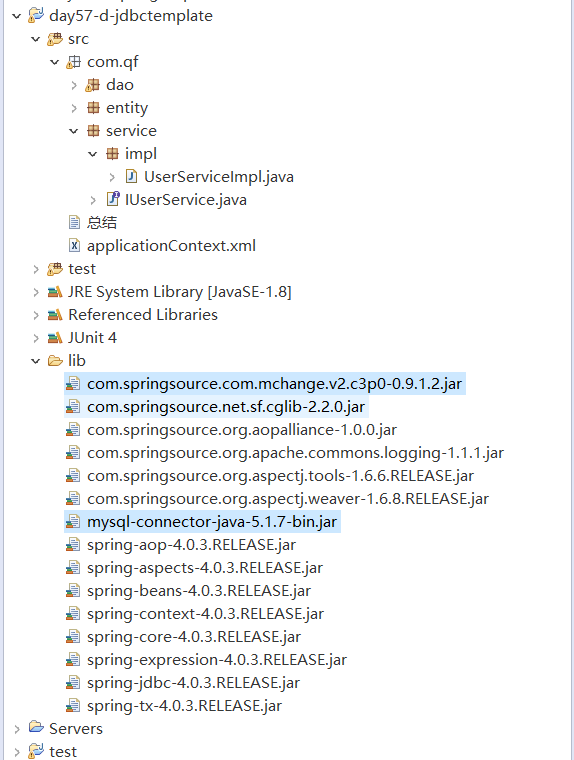 day57-d-jdbctemplate
src
com.qf
dao
entity
service
impl
UserServiceImpl.java
IUserService.java
总结
applicationContext.xml
test
JRE System Library [JavaSE-1.8]
Referenced Libraries
JUnit 4
lib
com.springsource.com.mchange.v2.c3p0-0.9.1.2.jar
com.springsource.net.sf.cglib-2.2.0.jar
com.springsource.org.aopalliance-1.0.0.jar
com.springsource.org.apache.commons.logging-1.1.1.jar
com.springsource.org.aspectj.tools-1.6.6.RELEASE.jar
com.springsource.org.aspectj.weaver-1.6.8.RELEASE.jar
mysql-connector-java-5.1.7-bin.jar
spring-aop-4.0.3.RELEASE.jar
spring-aspects-4.0.3.RELEASE.jar
spring-beans-4.0.3.RELEASE.jar
spring-context-4.0.3.RELEASE.jar
spring-core-4.0.3.RELEASE.jar
spring-expression-4.0.3.RELEASE.jar
spring-jdbc-4.0.3.RELEASE.jar
spring-tx-4.0.3.RELEASE.jar
Servers
test